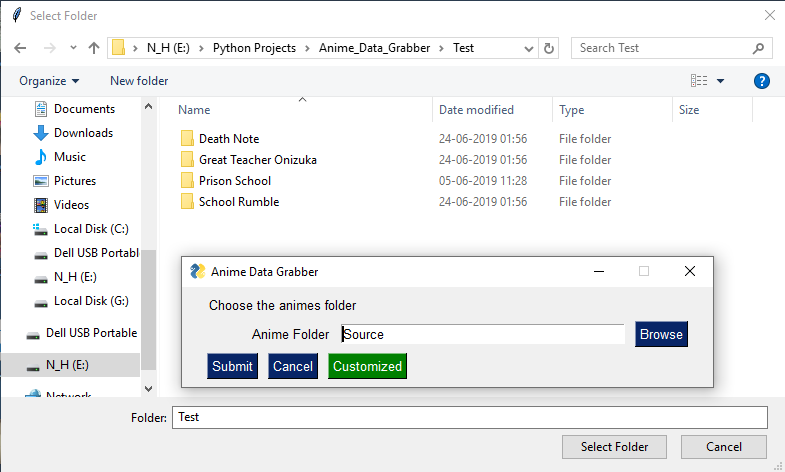 Select Folder
N_H (E:) Python Projects Anime_Data_Grabber Test Search Test
Organize New folder
Name Date modified Type Size
Documents
Downloads
Music
Pictures
Videos
Local Disk (C:)
Dell USB Portabl
N_H (E:)
Local Disk (G:)
Dell USB Portable
N_H (E:)
Network
Death Note 24-06-2019 01:56 File folder
Great Teacher Onizuka 24-06-2019 01:56 File folder
Prison School 05-06-2019 11:28 File folder
School Rumble 24-06-2019 01:56 File folder
Anime Data Grabber
Choose the animes folder
Anime Folder Source Browse
Submit Cancel Customized
Folder: Test
Select Folder Cancel